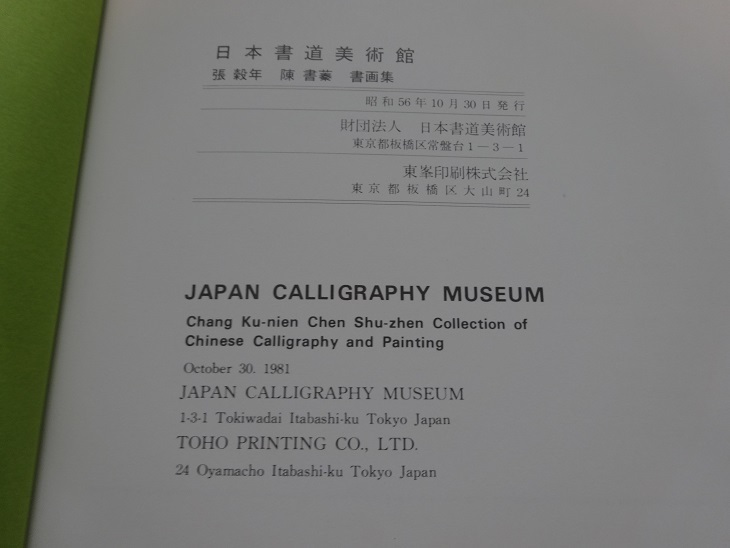 日本書道美術館
張穀年　陳書蓁　書画集
昭和56年10月30日発行
財団法人　日本書道美術館
東京都板橋区常盤台1－3－1
東峯印刷株式会社
東京都板橋区大山町24
JAPAN CALLIGRAPHY MUSEUM
Chang Ku-nien Chen Shu-zhen Collection of
Chinese Calligraphy and Painting
October 30. 1981
JAPAN CALLIGRAPHY MUSEUM
1-3-1 Tokiwadai Itabashi-ku Tokyo Japan
TOHO PRINTING CO., LTD.
24 Oyamacho Itabashi-ku Tokyo Japan